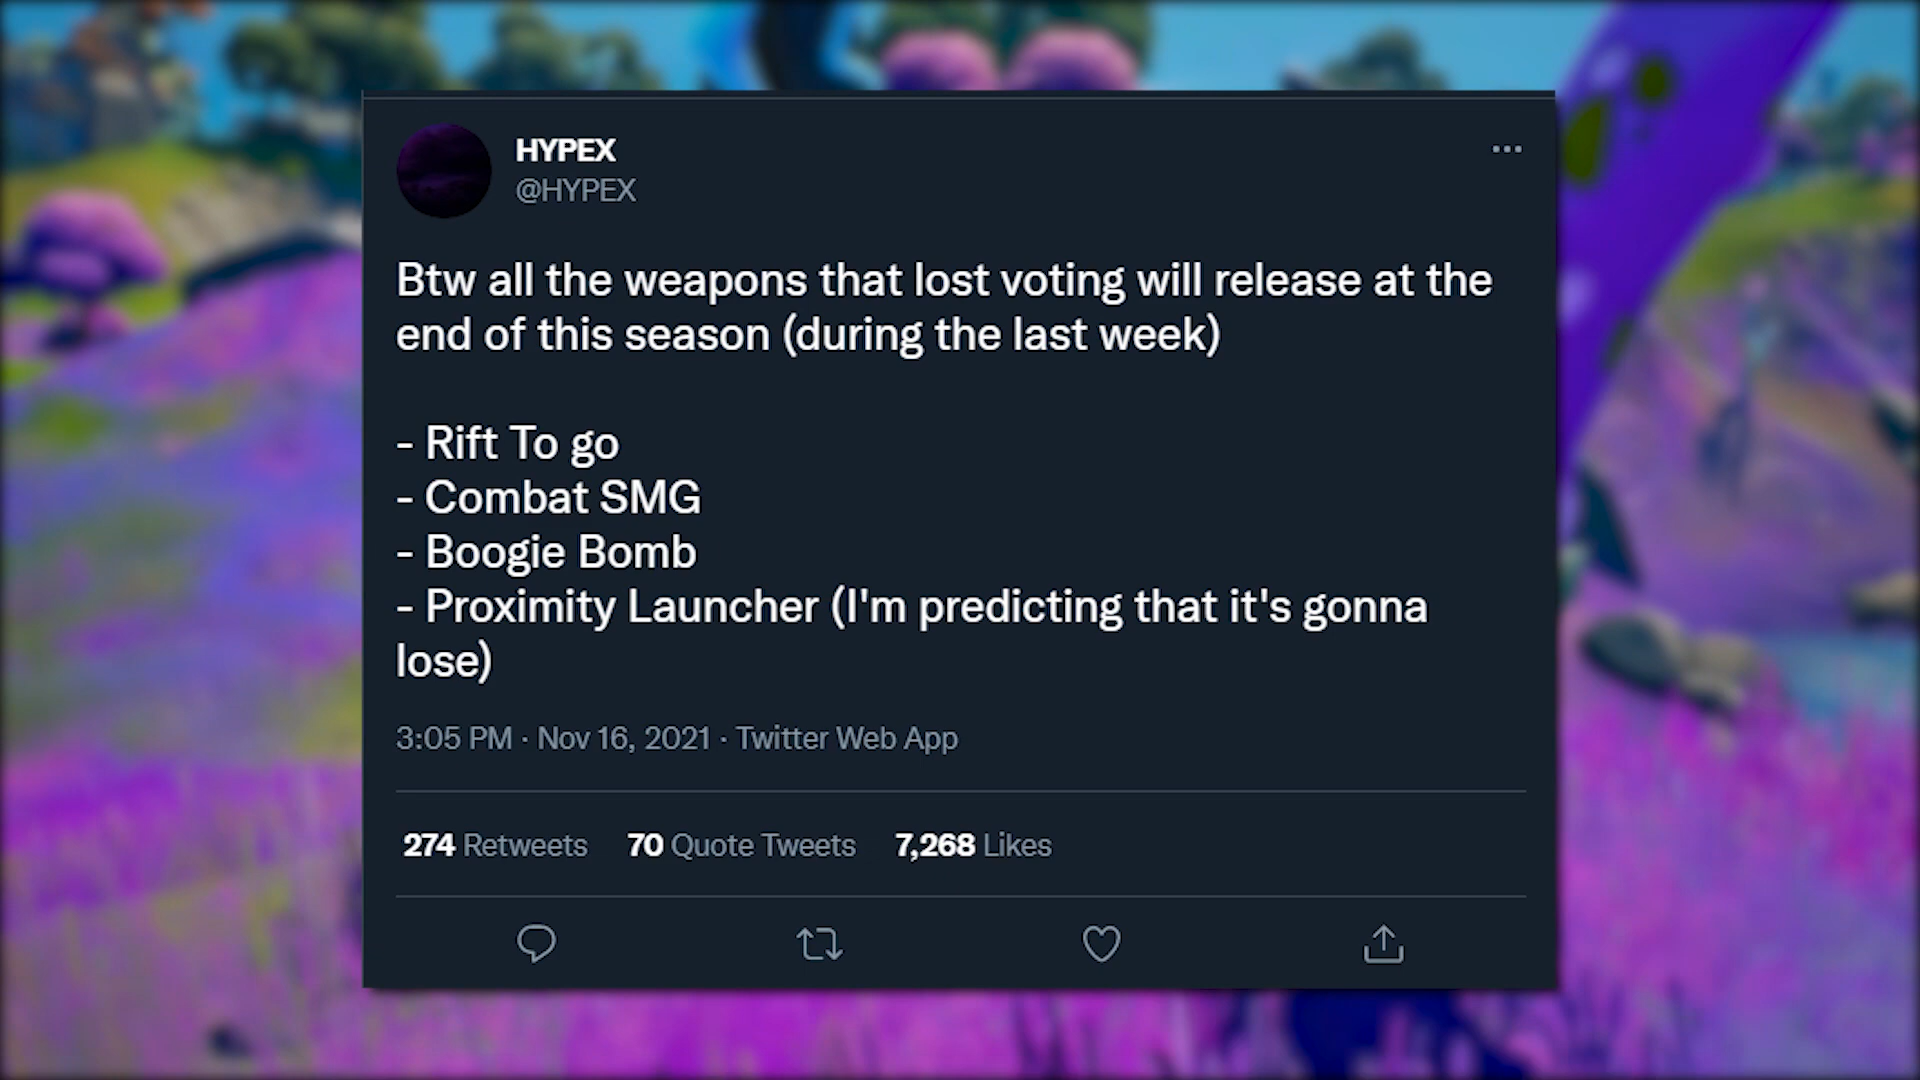 HYPEX
@HYPEX
Btw all the weapons that lost voting will release at the
end of this season (during the last week)
- Rift To go
- Combat SMG
- Boogie Bomb
- Proximity Launcher (I'm predicting that it's gonna
lose)
3:05 PM · Nov 16, 2021 · Twitter Web App
274 Retweets 70 Quote Tweets 7,268 Likes